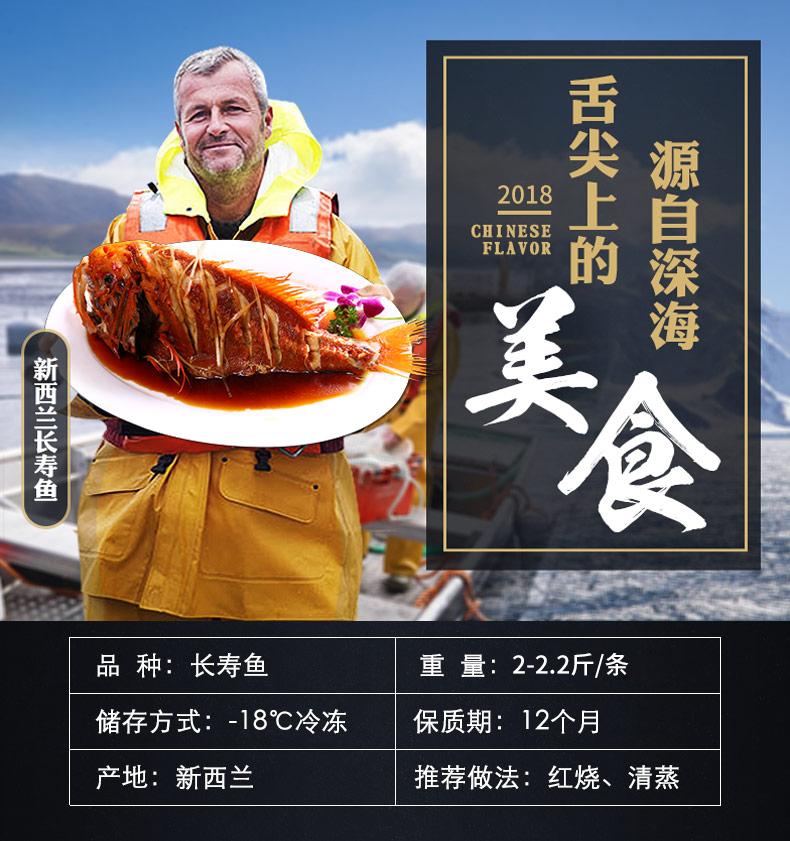 源自深海
舌尖上的
美食
2018
CHINESE
FLAVOR
新西兰长寿鱼
品 种：长寿鱼
重 量：2-2.2斤/条
储存方式：-18℃冷冻
保质期：12个月
产地：新西兰
推荐做法：红烧、清蒸